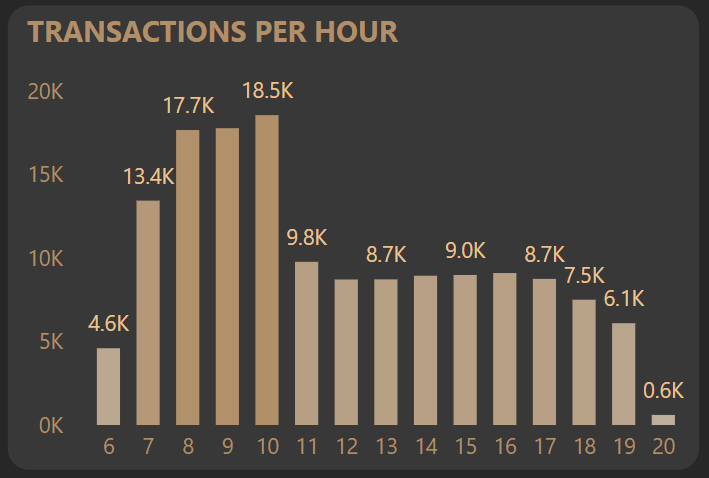 TRANSACTIONS PER HOUR
20K
15K
10K
5K
0K
4.6K
13.4K
17.7K
18.5K
9.8K
8.7K
9.0K
8.7K
7.5K
6.1K
0.6K
6 7 8 9 10 11 12 13 14 15 16 17 18 19 20